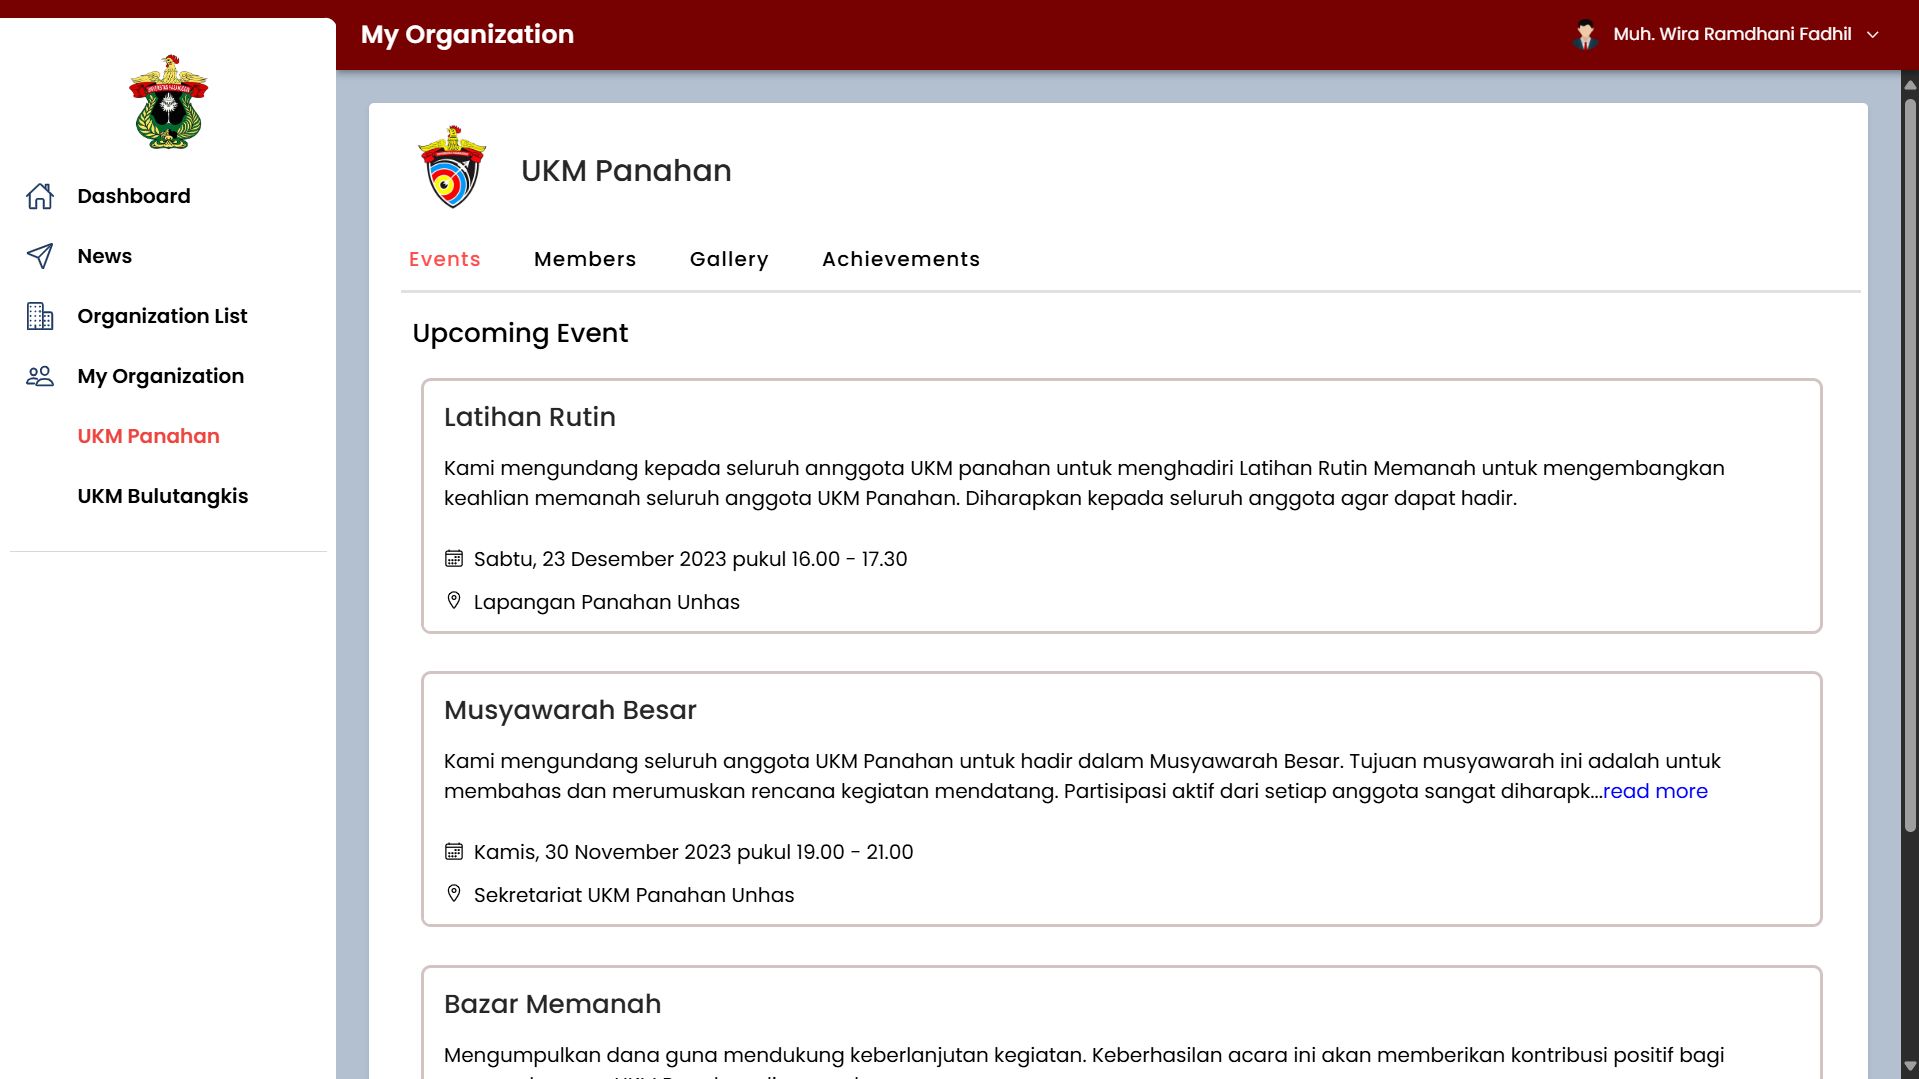 My Organization
Muh. Wira Ramdhani Fadhil
Dashboard
News
Organization List
My Organization
UKM Panahan
UKM Bulutangkis
UKM Panahan
Events Members Gallery Achievements
Upcoming Event
Latihan Rutin
Kami mengundang kepada seluruh annggota UKM panahan untuk menghadiri Latihan Rutin Memanah untuk mengembangkan
keahlian memanah seluruh anggota UKM Panahan. Diharapkan kepada seluruh anggota agar dapat hadir.
Sabtu, 23 Desember 2023 pukul 16.00 - 17.30
Lapangan Panahan Unhas
Musyawarah Besar
Kami mengundang seluruh anggota UKM Panahan untuk hadir dalam Musyawarah Besar. Tujuan musyawarah ini adalah untuk
membahas dan merumuskan rencana kegiatan mendatang. Partisipasi aktif dari setiap anggota sangat diharapk...read more
Kamis, 30 November 2023 pukul 19.00 - 21.00
Sekretariat UKM Panahan Unhas
Bazar Memanah
Mengumpulkan dana guna mendukung keberlanjutan kegiatan. Keberhasilan acara ini akan memberikan kontribusi positif bagi